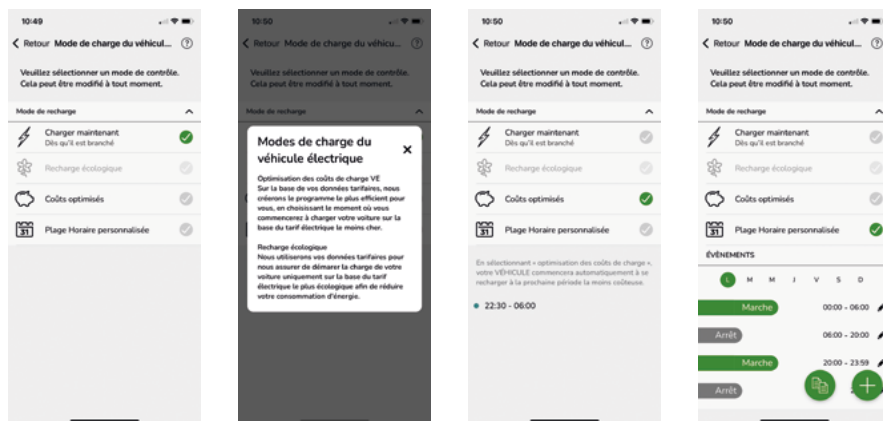 10:49
Retour Mode de charge du véhicul...
Veuillez sélectionner un mode de contrôle.
Cela peut être modifié à tout moment.
Mode de recharge
Charger maintenant
Dès qu'il est branché
Recharge écologique
Coûts optimisés
31 Plage Horaire personnalisée
10:50
Retour Mode de charge du véhicu...
Veuillez sélectionner un mode de contrôle.
Cela peut être modifié à tout moment.
Mode de recharge
Modes de charge du
véhicule électrique
Optimisation des coûts de charge VE
Sur la base de vos données tarifaires, nous
créerons le programme le plus efficient pour
vous, en choisissant le moment où vous
commencerez à charger votre voiture sur la
base du tarif électrique le moins cher.
Recharge écologique
Nous utiliserons vos données tarifaires pour
nous assurer de démarer la charge de votre
voiture uniquement sur la base du tarif
électrique le plus écologique afin de réduire
votre consommation d'énergie.
10:50
Retour Mode de charge du véhicul...
Veuillez sélectionner un mode de contrôle.
Cela peut être modifié à tout moment.
Mode de recharge
Charger maintenant
Dès qu'il est branché
Recharge écologique
Coûts optimisés
31 Plage Horaire personnalisée
En sélectionnant « optimisation des coûts de charge »,
votre VÉHICULE commencera automatiquement à se
recharger à la prochaine période la moins coûteuse.
22:30 - 06:00
10:50
Retour Mode de charge du véhicul...
Veuillez sélectionner un mode de contrôle.
Cela peut être modifié à tout moment.
Mode de recharge
Charger maintenant
Dès qu'il est branché
Recharge écologique
Coûts optimisés
31 Plage Horaire personnalisée
ÉVÈNEMENTS
L M M J V S D
Marche 00:00 - 06:00
Arrêt 06:00 - 20:00
Marche 20:00 - 23:59
Arrêt